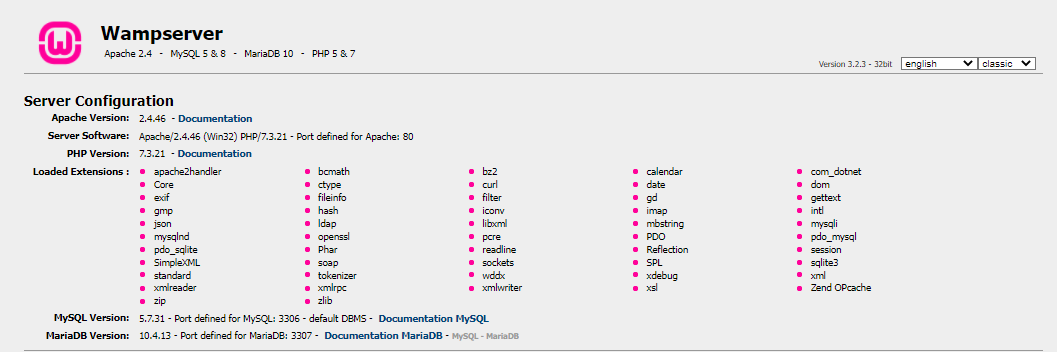 Wampserver
Apache 2.4 - MySQL 5 & 8 - MariaDB 10 - PHP 5 & 7
Version 3.2.3 - 32bit english classic
Server Configuration
Apache Version: 2.4.46 - Documentation
Server Software: Apache/2.4.46 (Win32) PHP/7.3.21 - Port defined for Apache: 80
PHP Version: 7.3.21 - Documentation
Loaded Extensions : apache2handler bcmath bz2 calendar com_dotnet
Core ctype curl date dom
exif fileinfo filter gd gettext
gmp hash iconv imap intl
json ldap libxml mbstring mysqli
mysqlnd openssl pcre PDO pdo_mysql
pdo_sqlite Phar readline Reflection session
SimpleXML soap sockets SPL sqlite3
standard tokenizer wddx xdebug xml
xmlreader xmlrpc xmlwriter xsl Zend OPcache
zip zlib
MySQL Version: 5.7.31 - Port defined for MySQL: 3306 - default DBMS - Documentation MySQL
MariaDB Version: 10.4.13 - Port defined for MariaDB: 3307 - Documentation MariaDB - MySQL - MariaDB